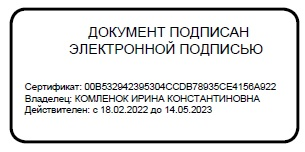 ДОКУМЕНТ ПОДПИСАН
ЭЛЕКТРОННОЙ ПОДПИСЬЮ
Сертификат: 00B532942395304CCDB78935CE4156A922
Владелец: КОМЛЕНОК ИРИНА КОНСТАНТИНОВНА
Действителен: с 18.02.2022 до 14.05.2023